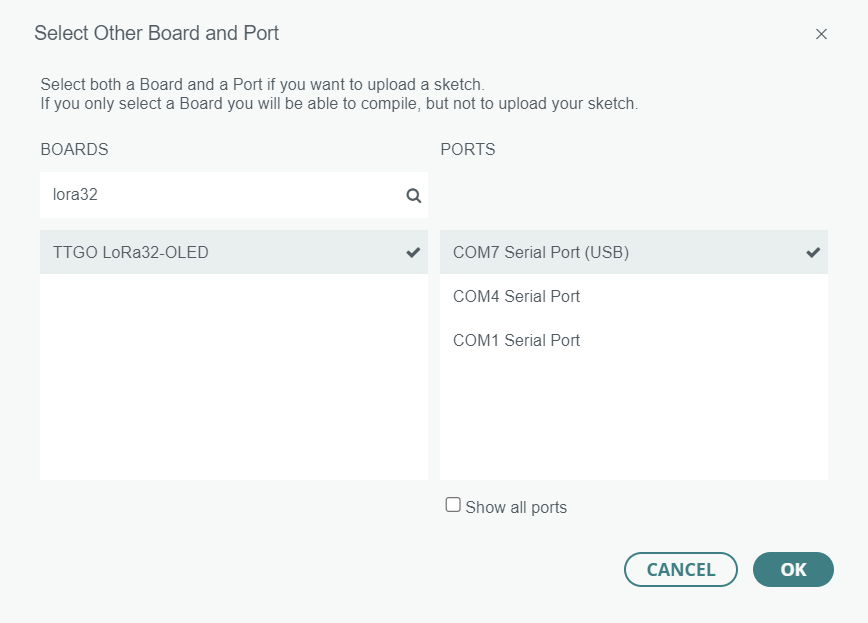 Select Other Board and Port
Select both a Board and a Port if you want to upload a sketch.
If you only select a Board you will be able to compile, but not to upload your sketch.
BOARDS
lora32
TTGO LoRa32-OLED
PORTS
COM7 Serial Port (USB)
COM4 Serial Port
COM1 Serial Port
Show all ports
CANCEL
OK